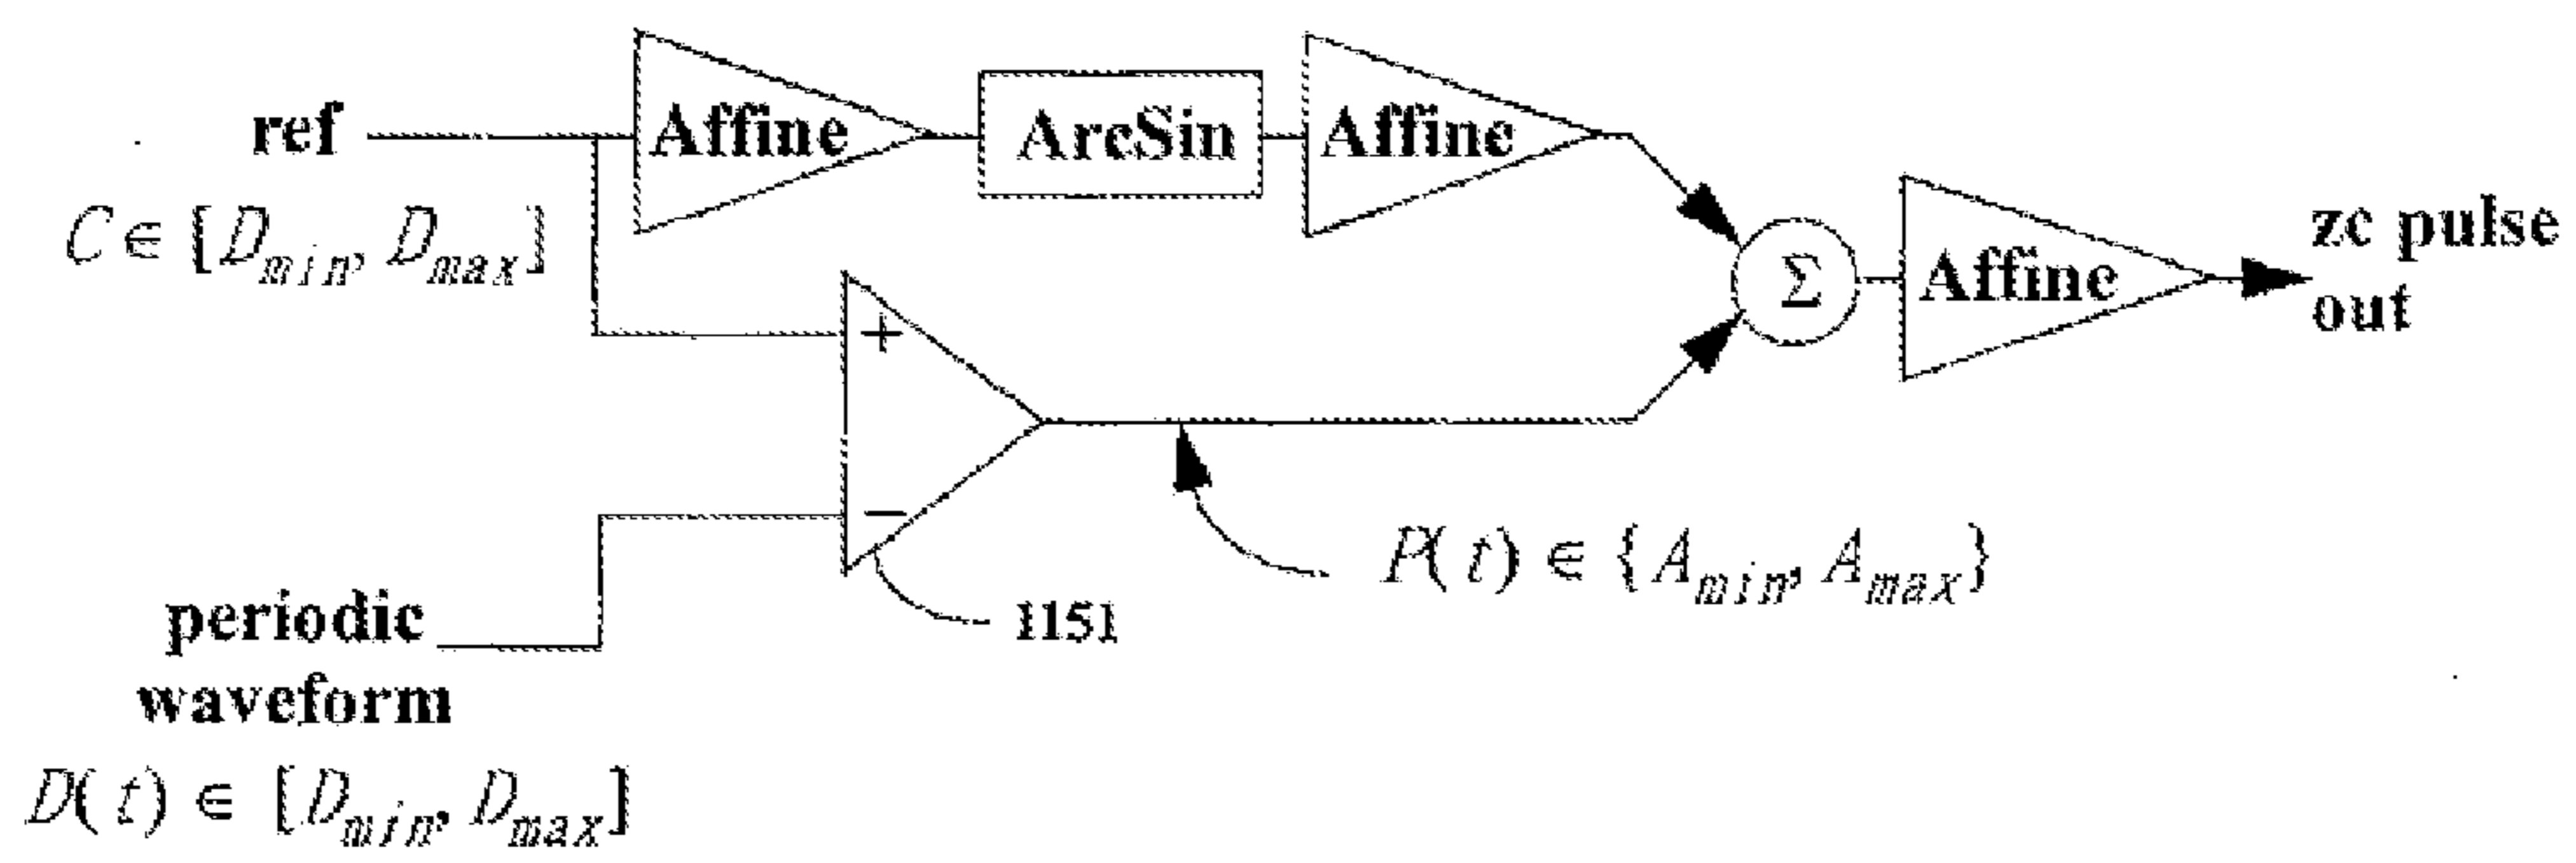 ref
Affine
ArcSin
Affine
C ∈ [D_min, D_max]
Σ
Affine
zc pulse
out
+
−
P(t) ∈ {A_min, A_max}
1151
periodic
waveform
D(t) ∈ [D_min, D_max]